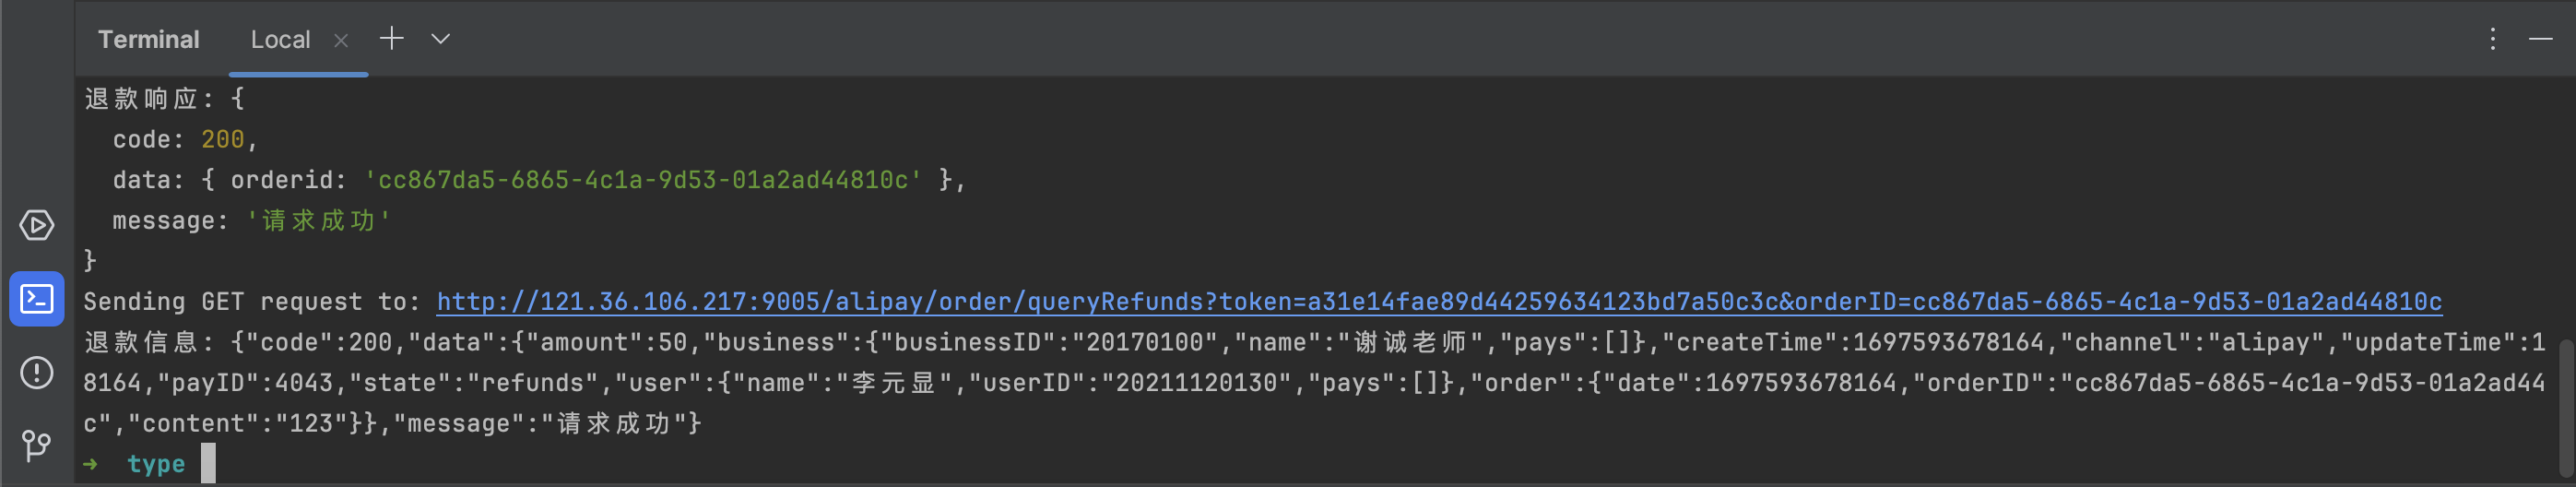 Terminal Local
退款响应: {
code: 200,
data: { orderid: 'cc867da5-6865-4c1a-9d53-01a2ad44810c' },
message: '请求成功'
}
Sending GET request to: http://121.36.106.217:9005/alipay/order/queryRefunds?token=a31e14fae89d44259634123bd7a50c3c&orderID=cc867da5-6865-4c1a-9d53-01a2ad44810c
退款信息: {"code":200,"data":{"amount":50,"business":{"businessID":"20170100","name":"谢诚老师","pays":[]},"createTime":1697593678164,"channel":"alipay","updateTime":1
8164,"payID":4043,"state":"refunds","user":{"name":"李元显","userID":"20211120130","pays":[]},"order":{"date":1697593678164,"orderID":"cc867da5-6865-4c1a-9d53-01a2ad44
c","content":"123"}},"message":"请求成功"}
➜ type